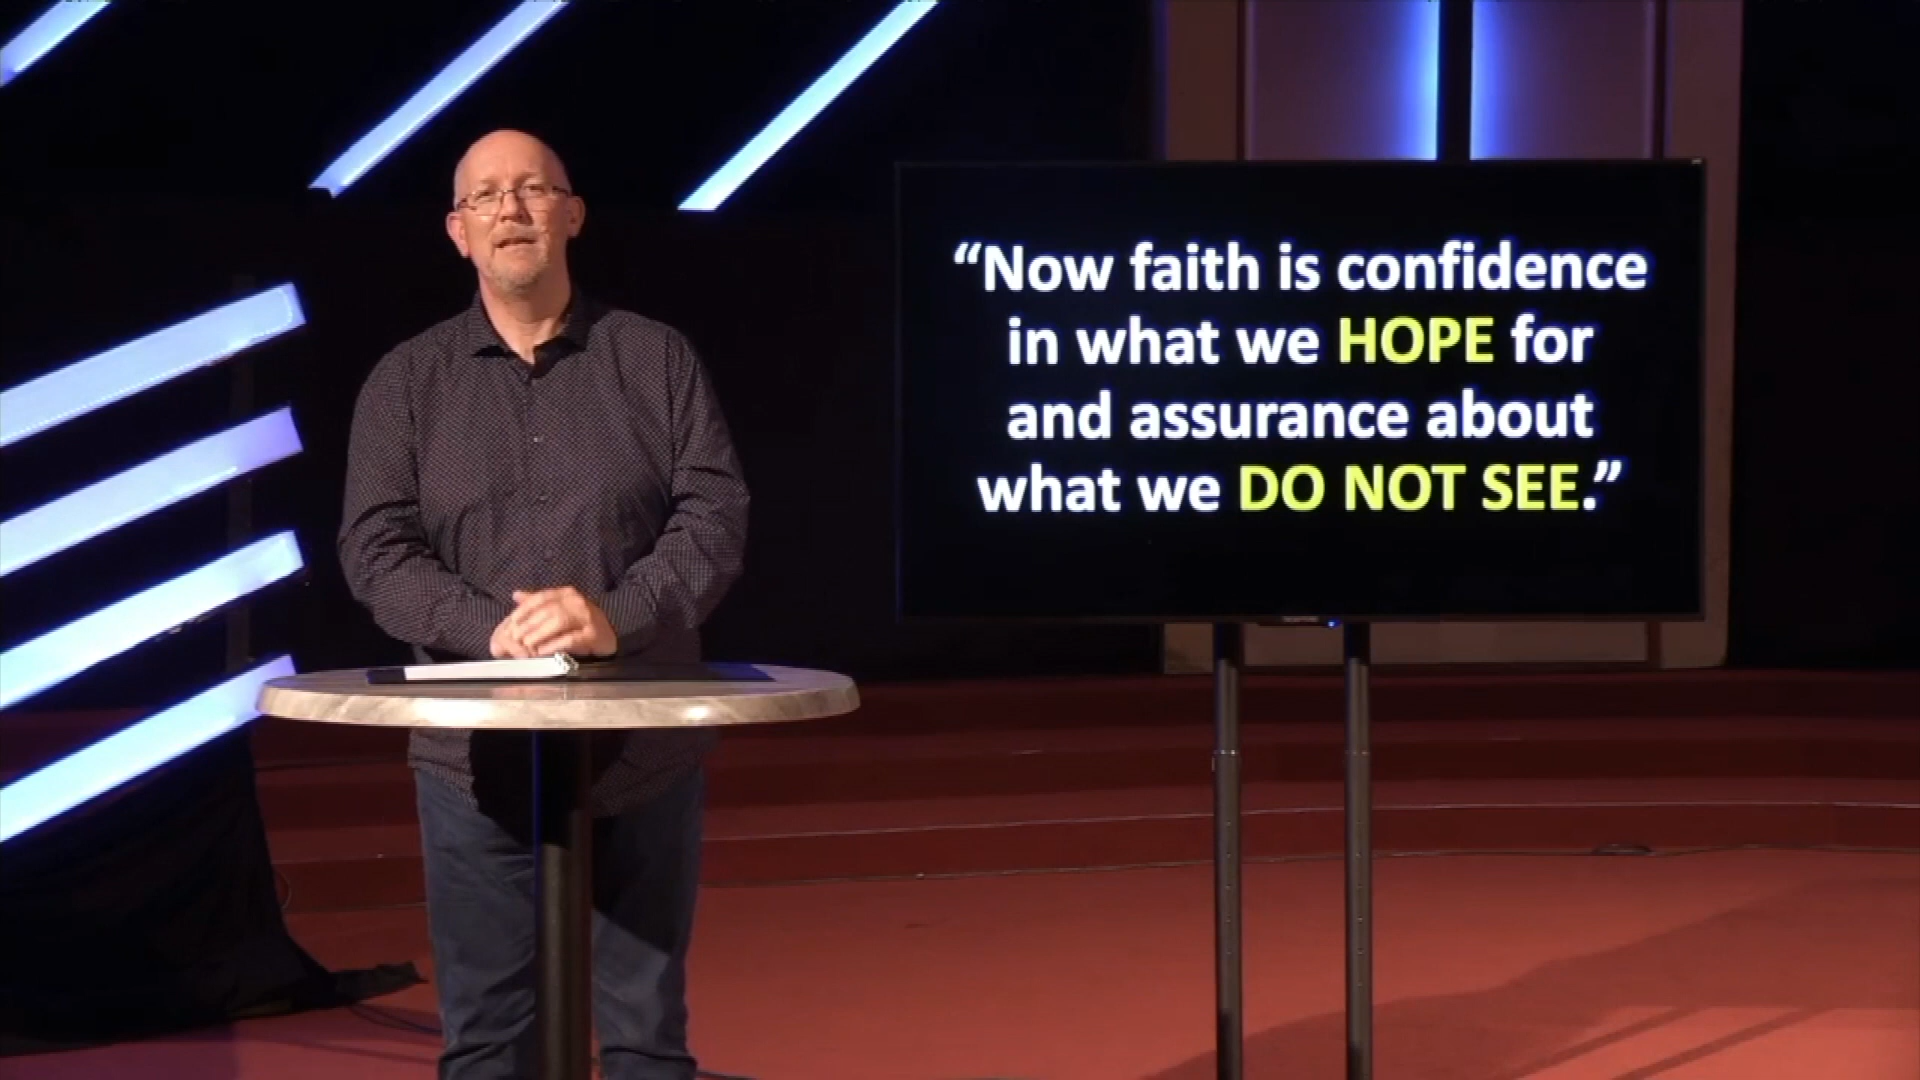 “Now faith is confidence
in what we HOPE for
and assurance about
what we DO NOT SEE.”